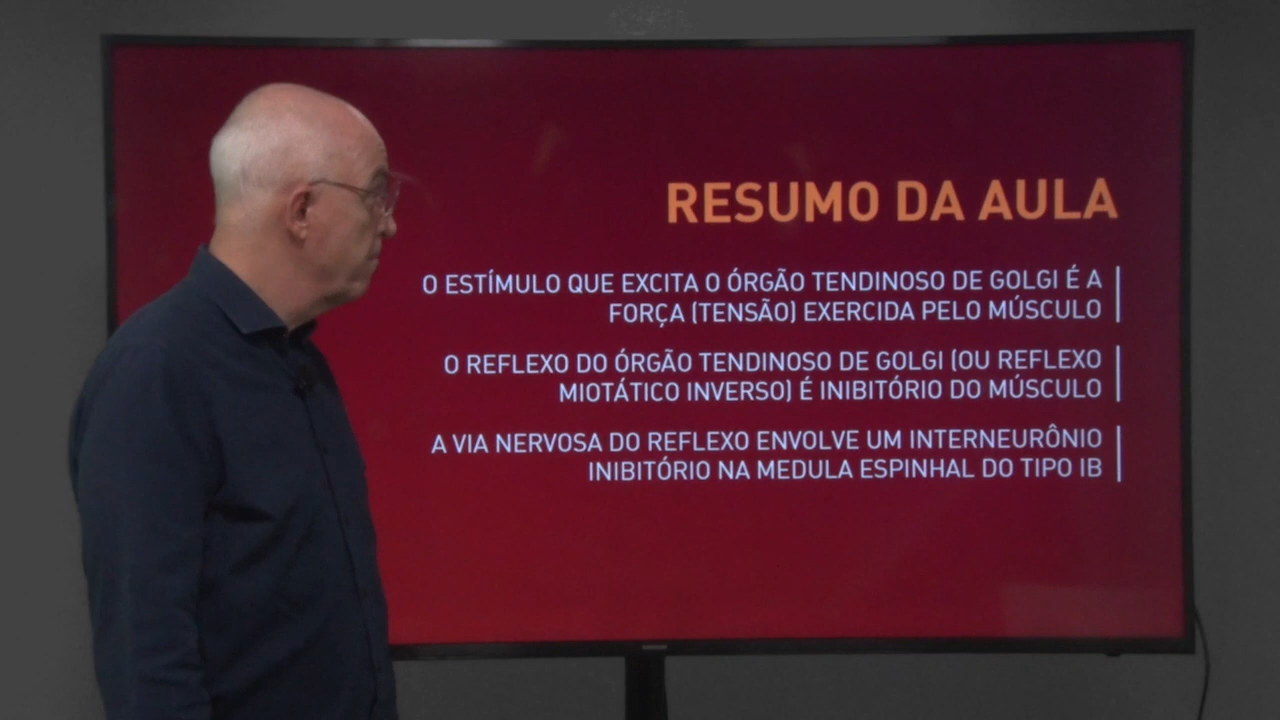 RESUMO DA AULA
O ESTÍMULO QUE EXCITA O ÓRGÃO TENDINOSO DE GOLGI É A
FORÇA (TENSÃO) EXERCIDA PELO MÚSCULO
O REFLEXO DO ÓRGÃO TENDINOSO DE GOLGI (OU REFLEXO
MIOTÁTICO INVERSO) É INIBITÓRIO DO MÚSCULO
A VIA NERVOSA DO REFLEXO ENVOLVE UM INTERNEURÔNIO
INIBITÓRIO NA MEDULA ESPINHAL DO TIPO IB
SAMSUNG